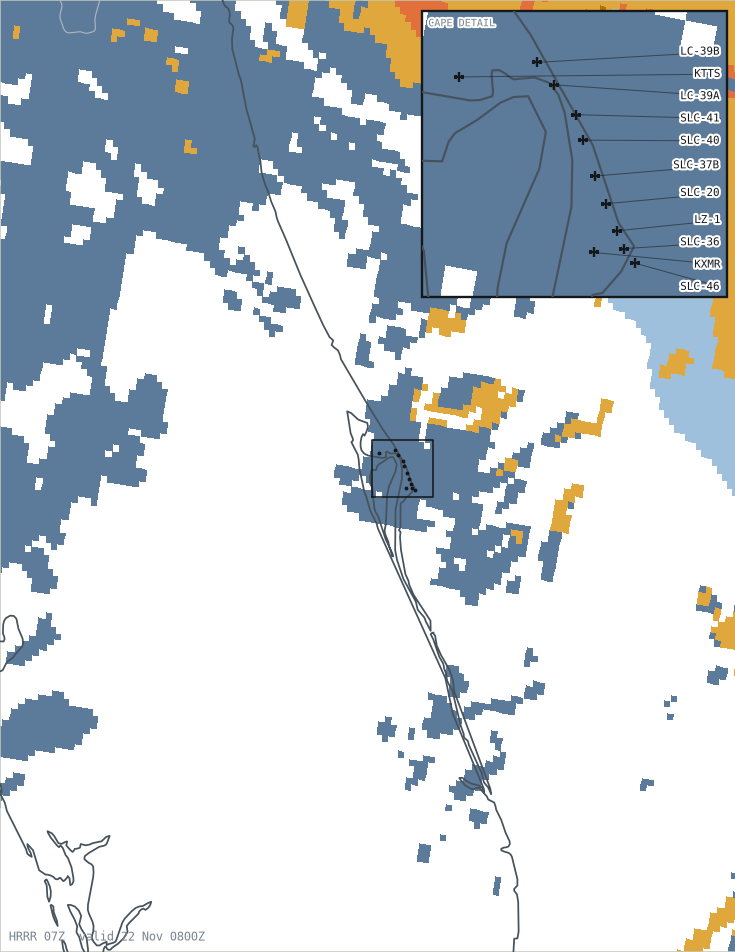 CAPE DETAIL
LC-39B
KTTS
LC-39A
SLC-41
SLC-40
SLC-37B
SLC-20
LZ-1
SLC-36
KXMR
SLC-46
HRRR 07Z valid 22 Nov 0800Z